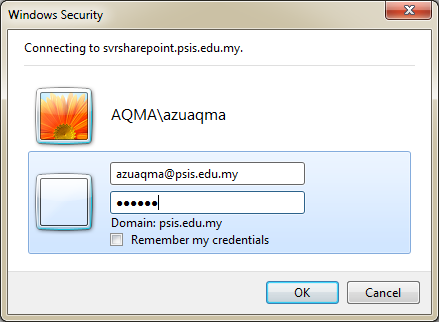 Windows Security
Connecting to svrsharepoint.psis.edu.my.
AQMA\azuaqma
azuaqma@psis.edu.my
●●●●●●
Domain: psis.edu.my
Remember my credentials
OK
Cancel